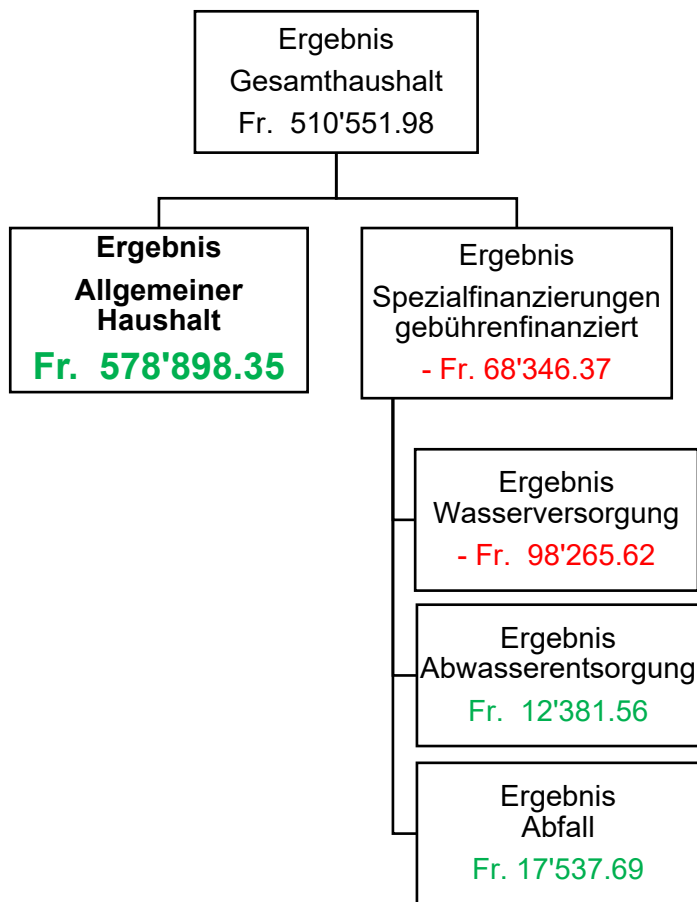 Ergebnis
Gesamthaushalt
Fr.  510'551.98
Ergebnis
Allgemeiner
Haushalt
Fr.  578'898.35
Ergebnis
Spezialfinanzierungen
gebührenfinanziert
- Fr. 68'346.37
Ergebnis
Wasserversorgung
- Fr.  98'265.62
Ergebnis
Abwasserentsorgung
Fr.  12'381.56
Ergebnis
Abfall
Fr. 17'537.69